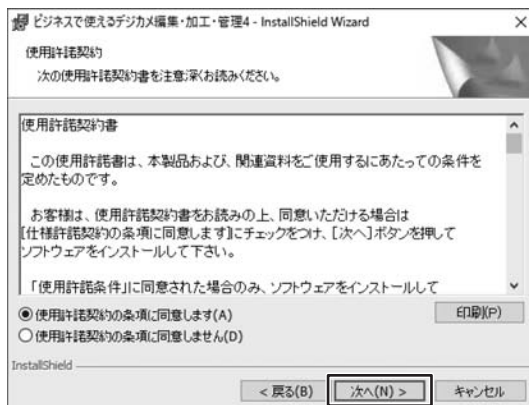 ビジネスで使えるデジカメ編集・加工・管理4 - InstallShield Wizard
使用許諾契約
次の使用許諾契約書を注意深くお読みください。
使用許諾契約書
この使用許諾書は、本製品および、関連資料をご使用するにあたっての条件を
定めたものです。
お客様は、使用許諾契約書をお読みの上、同意いただける場合は
[仕様許諾契約の条項に同意します]にチェックをつけ、[次へ]ボタンを押して
ソフトウェアをインストールして下さい。
「使用許諾条件」に同意された場合のみ、ソフトウェアをインストールして
使用許諾契約の条項に同意します(A)
印刷(P)
使用許諾契約の条項に同意しません(D)
InstallShield
< 戻る(B)
次へ(N) >
キャンセル